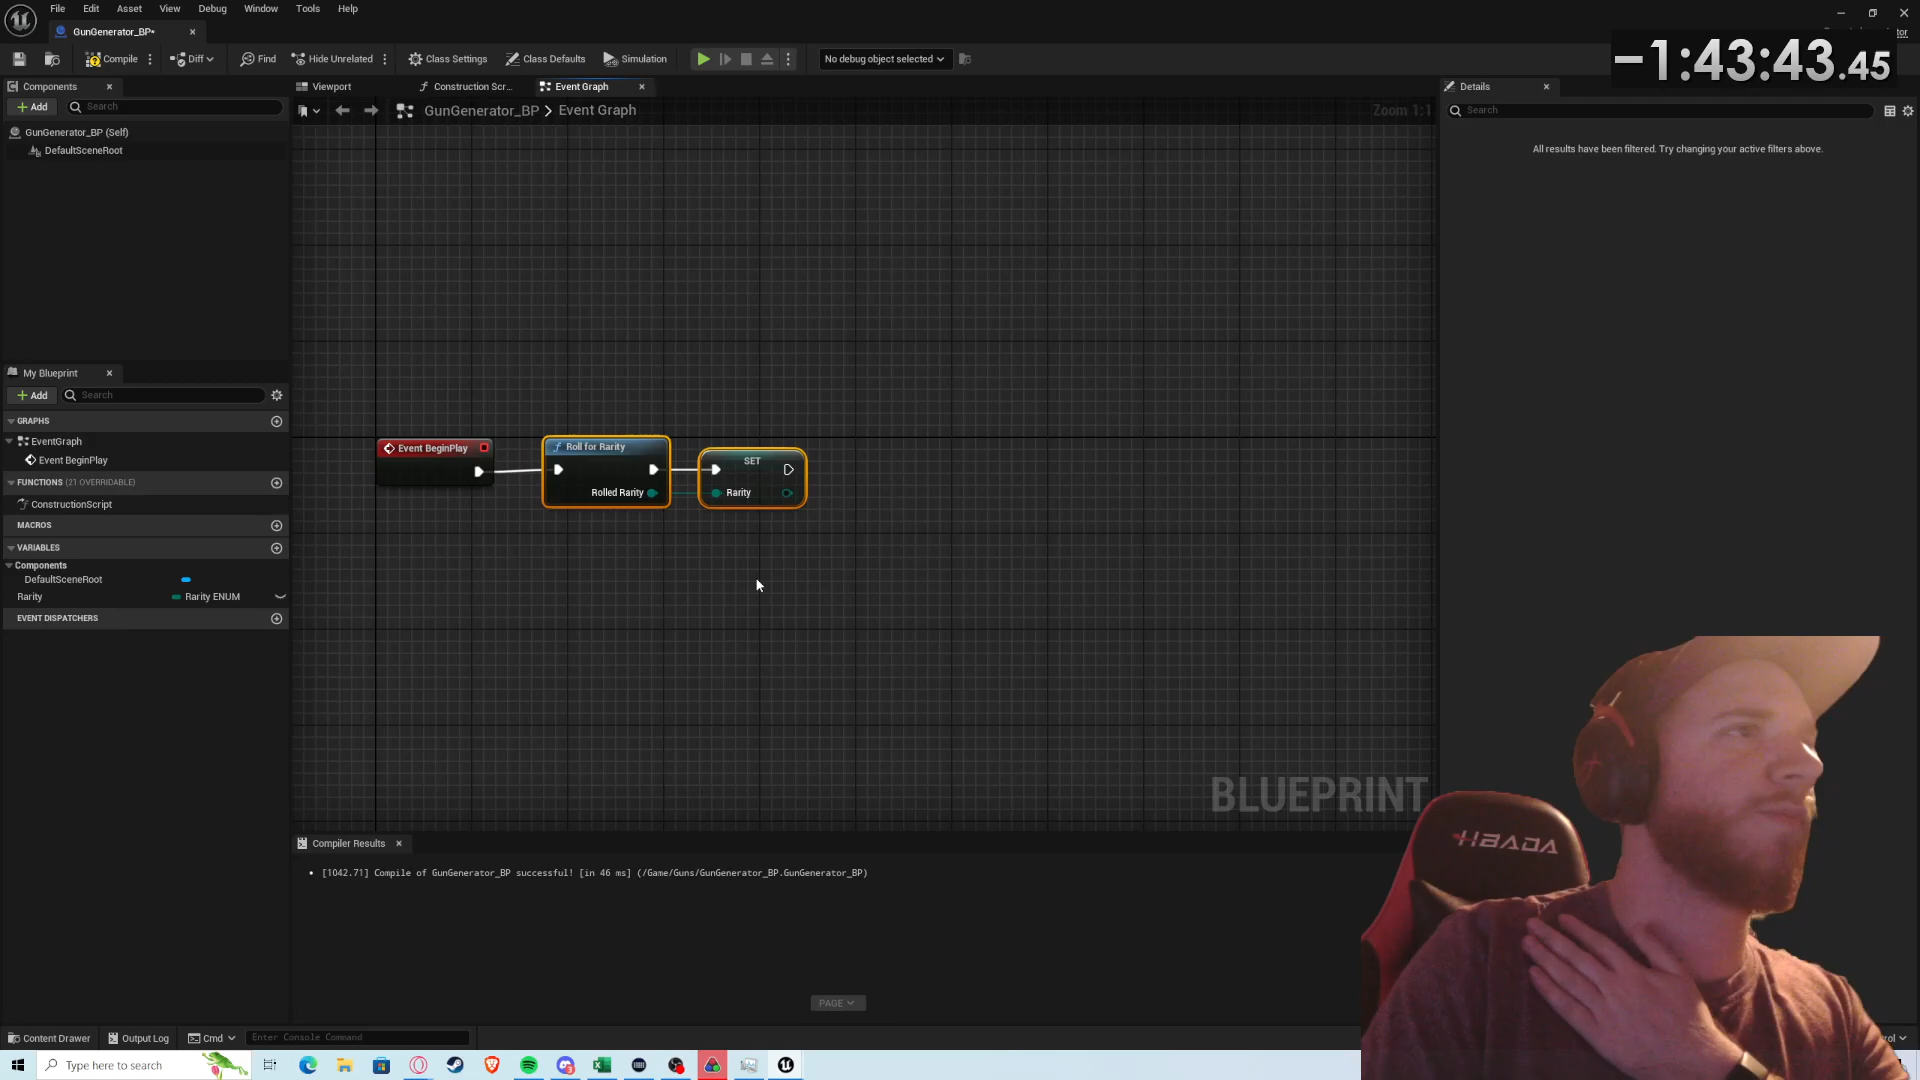 File Edit Asset View Debug Window Tools Help
GunGenerator_BP*
Compile Diff Find Hide Unrelated Class Settings Class Defaults Simulation No debug object selected
-1:43:43.45
Components
Viewport Construction Scr... Event Graph
Details
Add Search
GunGenerator_BP > Event Graph
Zoom 1:1
Search
GunGenerator_BP (Self)
DefaultSceneRoot
All results have been filtered. Try changing your active filters above.
My Blueprint
Add Search
GRAPHS
EventGraph
Event BeginPlay
FUNCTIONS (21 OVERRIDABLE)
ConstructionScript
MACROS
VARIABLES
Components
DefaultSceneRoot
Rarity Rarity ENUM
EVENT DISPATCHERS
Event BeginPlay
Roll for Rarity
Rolled Rarity
SET
Rarity
BLUEPRINT
Compiler Results
[1042.71] Compile of GunGenerator_BP successful! [in 46 ms] (/Game/Guns/GunGenerator_BP.GunGenerator_BP)
HBADA
PAGE
Content Drawer Output Log Cmd Enter Console Command
Type here to search